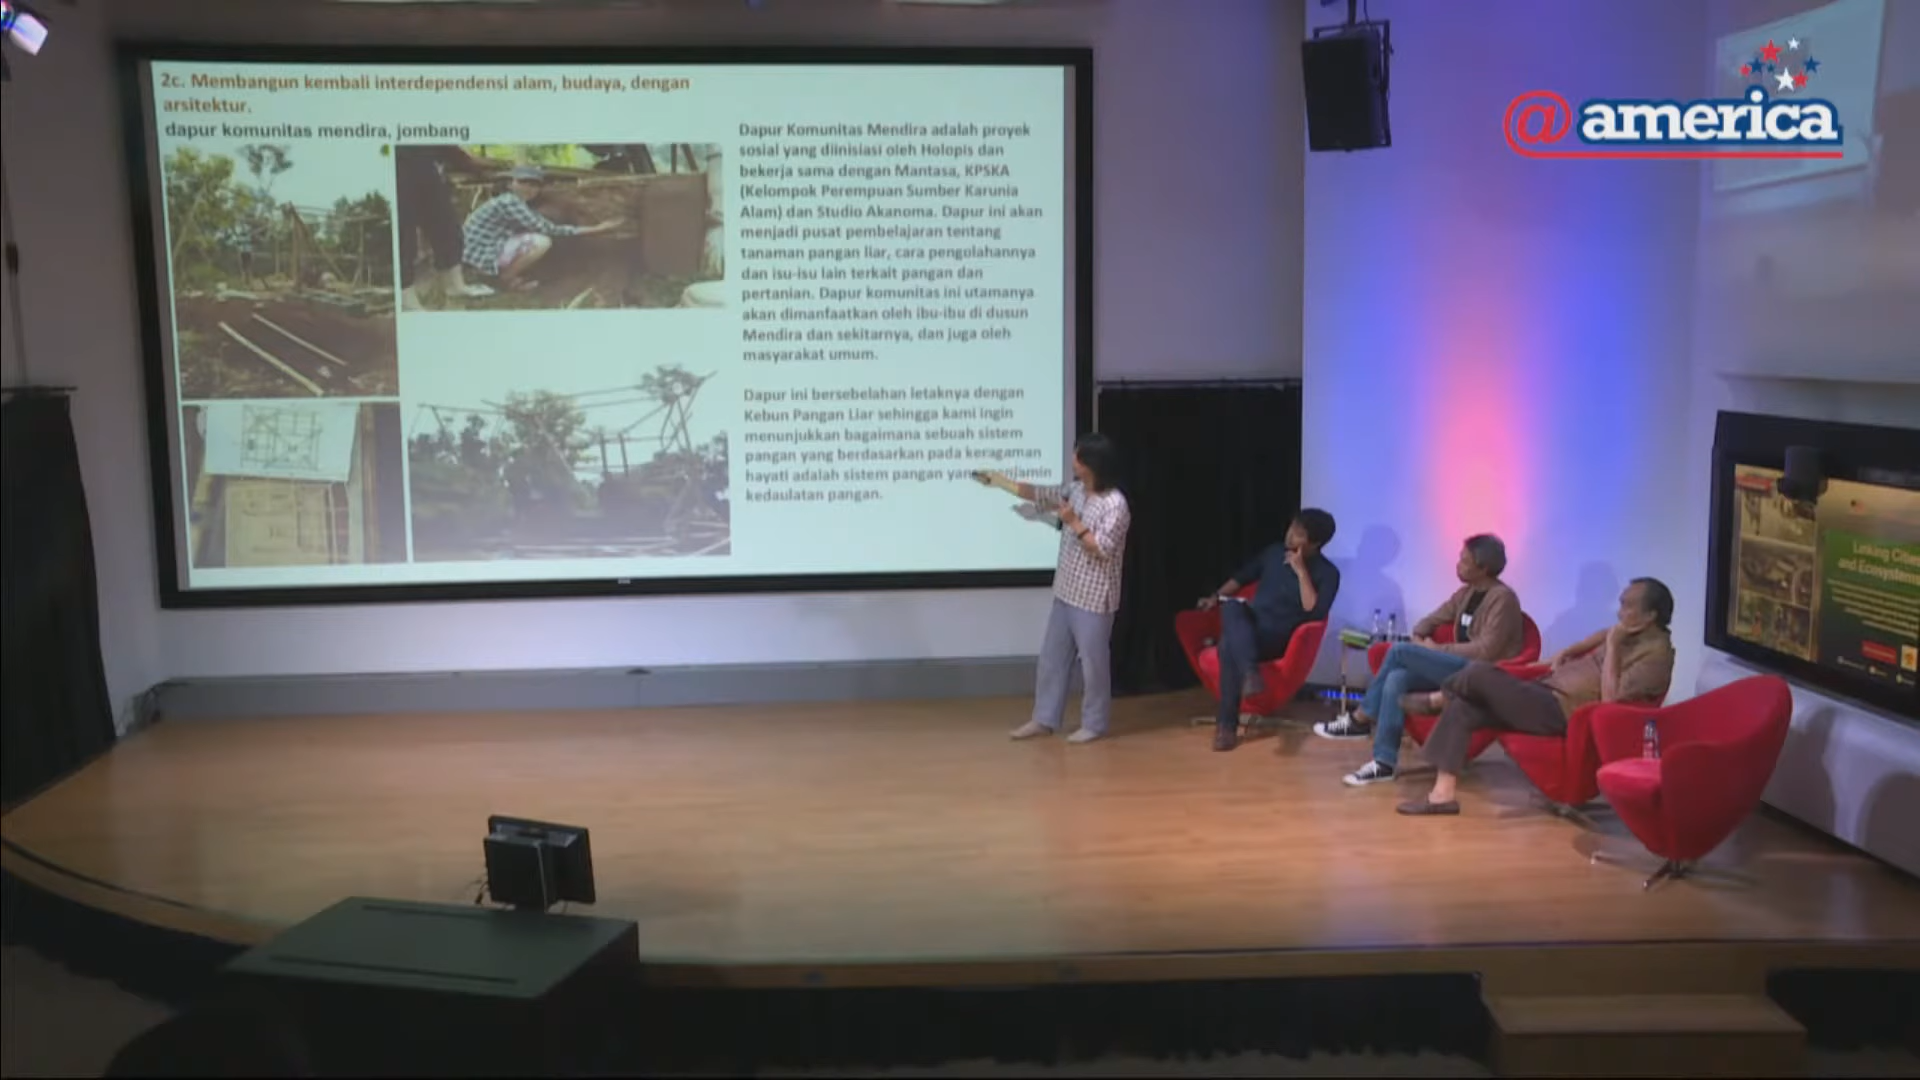 2c. Membangun kembali interdependensi alam, budaya, dengan
arsitektur.
dapur komunitas mendira, jombang
Dapur Komunitas Mendira adalah proyek
sosial yang diinisiasi oleh Holopis dan
bekerja sama dengan Mantasa, KPSKA
(Kelompok Perempuan Sumber Karunia
Alam) dan Studio Akanoma. Dapur ini akan
menjadi pusat pembelajaran tentang
tanaman pangan liar, cara pengolahannya
dan isu-isu lain terkait pangan dan
pertanian. Dapur komunitas ini utamanya
akan dimanfaatkan oleh ibu-ibu di dusun
Mendira dan sekitarnya, dan juga oleh
masyarakat umum.
Dapur ini bersebelahan letaknya dengan
Kebun Pangan Liar sehingga kami ingin
menunjukkan bagaimana sebuah sistem
pangan yang berdasarkan pada keragaman
hayati adalah sistem pangan yang menjamin
kedaulatan pangan.
@america
Linking Cities
and Ecosystems